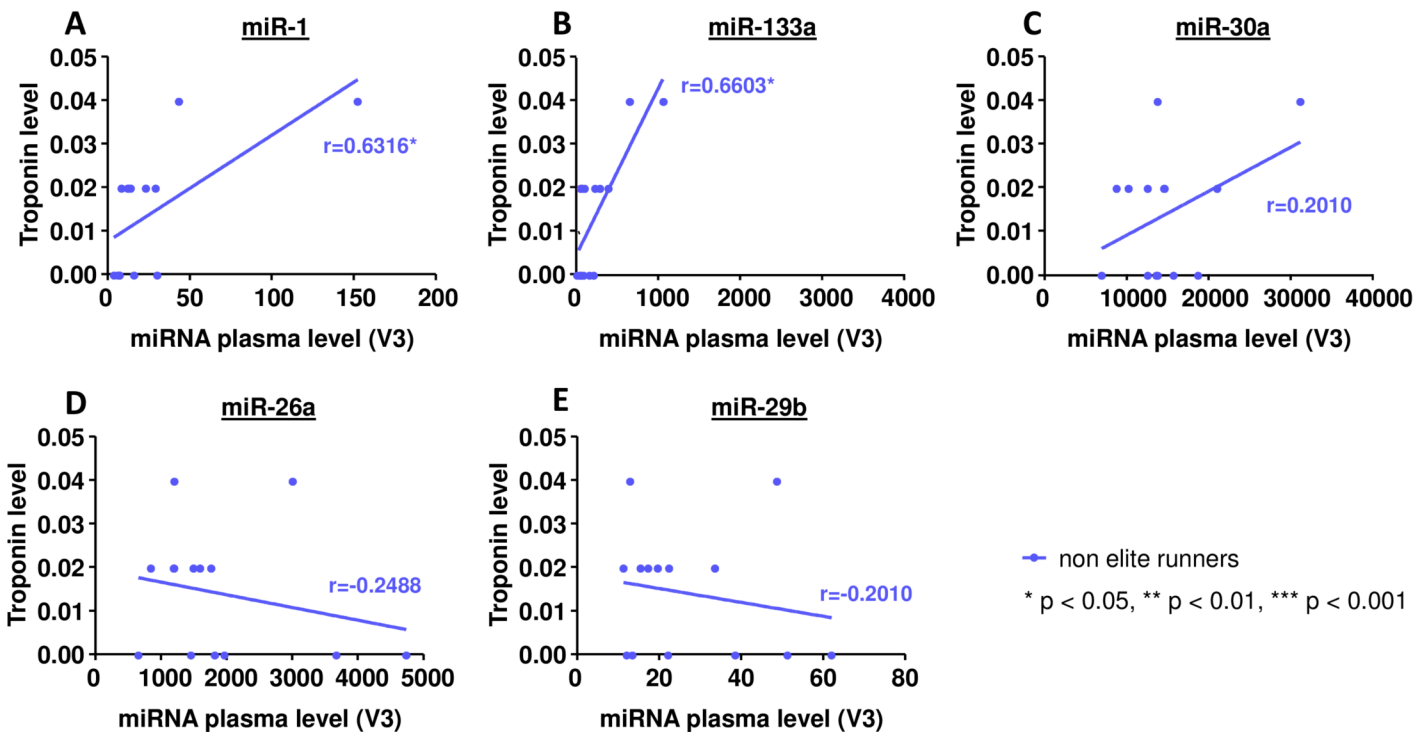 A
miR-1
Troponin level
0.05
0.04
0.03
0.02
0.01
0.00
r=0.6316*
0 50 100 150 200
miRNA plasma level (V3)
B
miR-133a
Troponin level
0.05
0.04
0.03
0.02
0.01
0.00
r=0.6603*
0 1000 2000 3000 4000
miRNA plasma level (V3)
C
miR-30a
Troponin level
0.05
0.04
0.03
0.02
0.01
0.00
r=0.2010
0 10000 20000 30000 40000
miRNA plasma level (V3)
D
miR-26a
Troponin level
0.05
0.04
0.03
0.02
0.01
0.00
r=-0.2488
0 1000 2000 3000 4000 5000
miRNA plasma level (V3)
E
miR-29b
Troponin level
0.05
0.04
0.03
0.02
0.01
0.00
r=-0.2010
0 20 40 60 80
miRNA plasma level (V3)
non elite runners
* p < 0.05, ** p < 0.01, *** p < 0.001